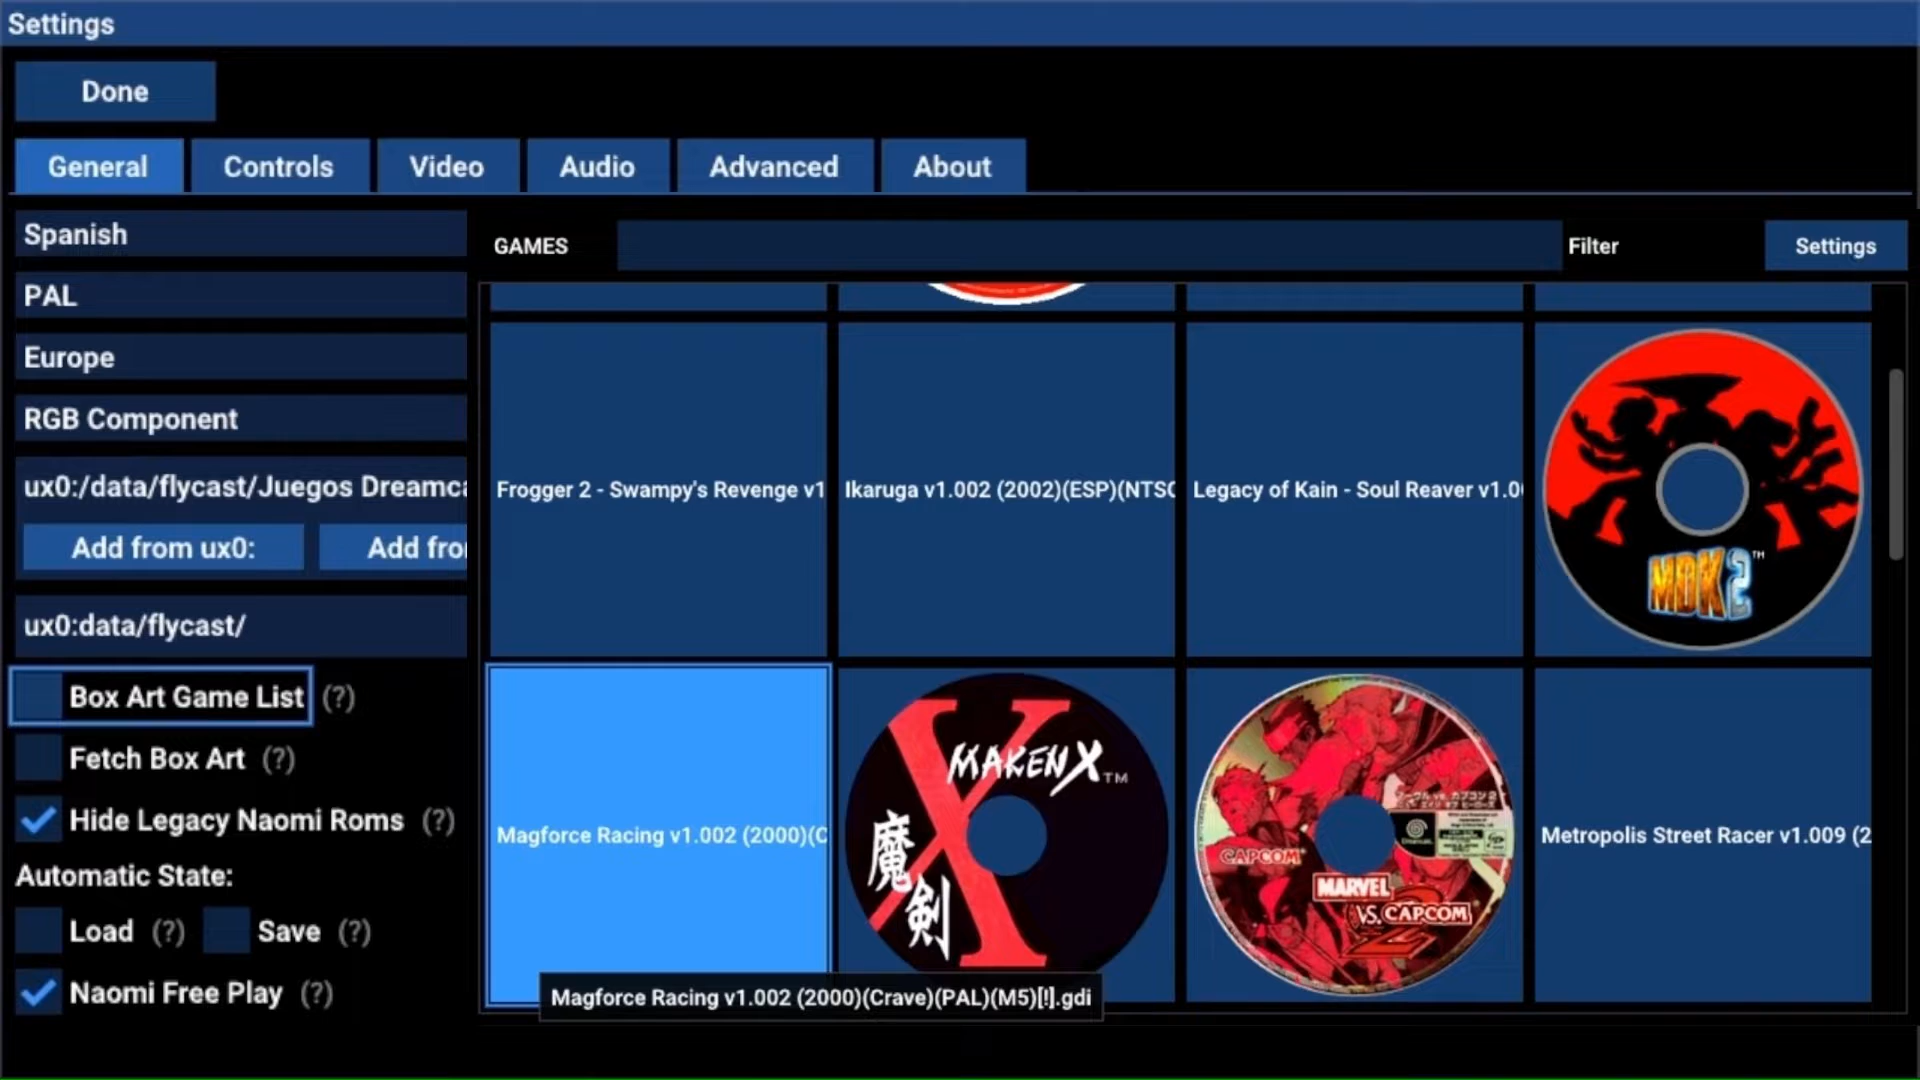 Settings
Done
General
Controls
Video
Audio
Advanced
About
Spanish
PAL
Europe
RGB Component
ux0:/data/flycast/Juegos Dreamca
Add from ux0:
Add fro
ux0:data/flycast/
Box Art Game List (?)
Fetch Box Art (?)
Hide Legacy Naomi Roms (?)
Automatic State:
Load (?) Save (?)
Naomi Free Play (?)
GAMES
Filter
Settings
Frogger 2 - Swampy's Revenge v1
Ikaruga v1.002 (2002)(ESP)(NTSC
Legacy of Kain - Soul Reaver v1.0
MDK2 TM
Magforce Racing v1.002 (2000)(C
MAKEN X TM
魔剣
X
CAPCOM
MARVEL
VS. CAPCOM
2
Metropolis Street Racer v1.009 (2
Magforce Racing v1.002 (2000)(Crave)(PAL)(M5)[!].gdi